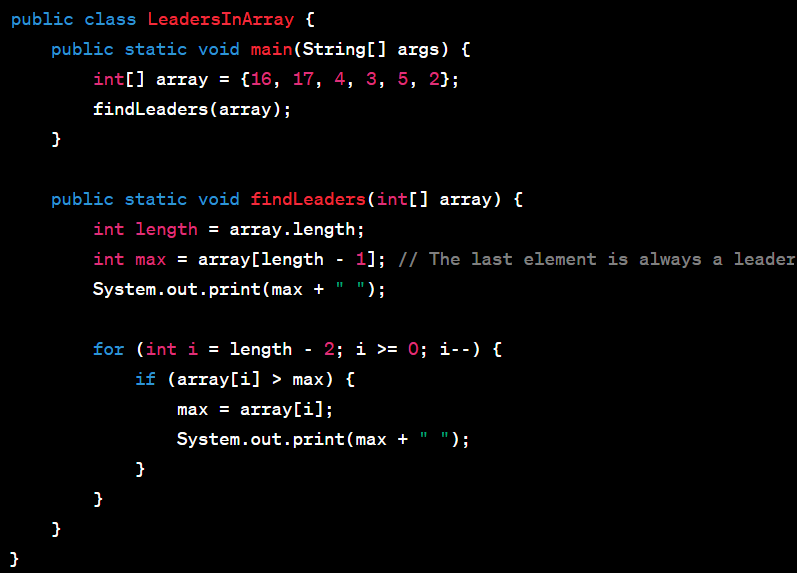 public class LeadersInArray {
    public static void main(String[] args) {
        int[] array = {16, 17, 4, 3, 5, 2};
        findLeaders(array);
    }

    public static void findLeaders(int[] array) {
        int length = array.length;
        int max = array[length - 1]; // The last element is always a leader
        System.out.print(max + " ");

        for (int i = length - 2; i >= 0; i--) {
            if (array[i] > max) {
                max = array[i];
                System.out.print(max + " ");
            }
        }
    }
}